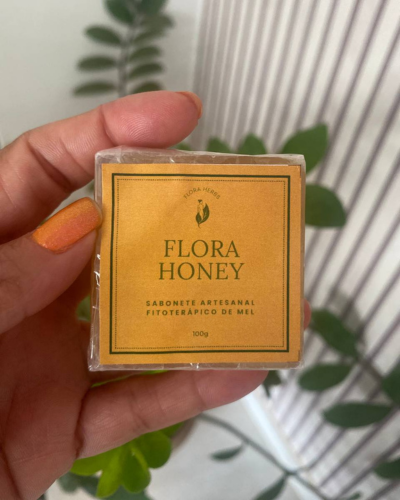 FLORA HERBS
FLORA
HONEY
SABONETE ARTESANAL
FITOTERÁPICO DE MEL
100g